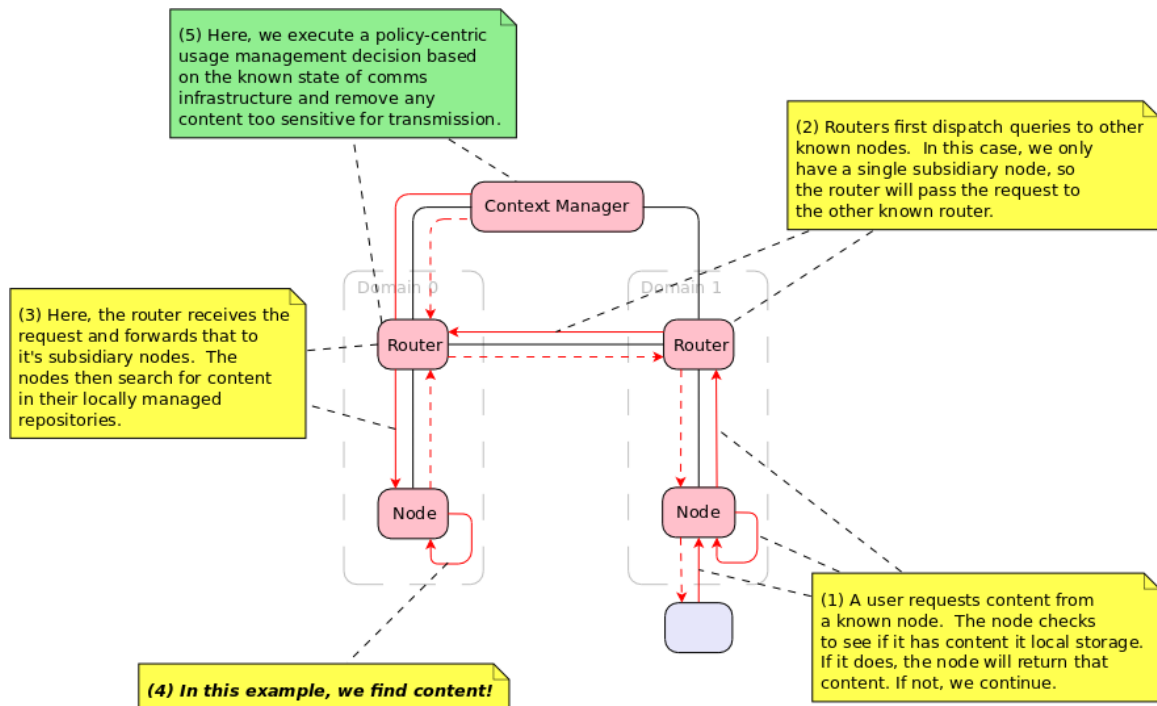 (5) Here, we execute a policy-centric
usage management decision based
on the known state of comms
infrastructure and remove any
content too sensitive for transmission.
(2) Routers first dispatch queries to other
known nodes.  In this case, we only
have a single subsidiary node, so
the router will pass the request to
the other known router.
Context Manager
Domain 0
Domain 1
(3) Here, the router receives the
request and forwards that to
it's subsidiary nodes.  The
nodes then search for content
in their locally managed
repositories.
Router
Router
Node
Node
(1) A user requests content from
a known node.  The node checks
to see if it has content it local storage.
If it does, the node will return that
content. If not, we continue.
(4) In this example, we find content!